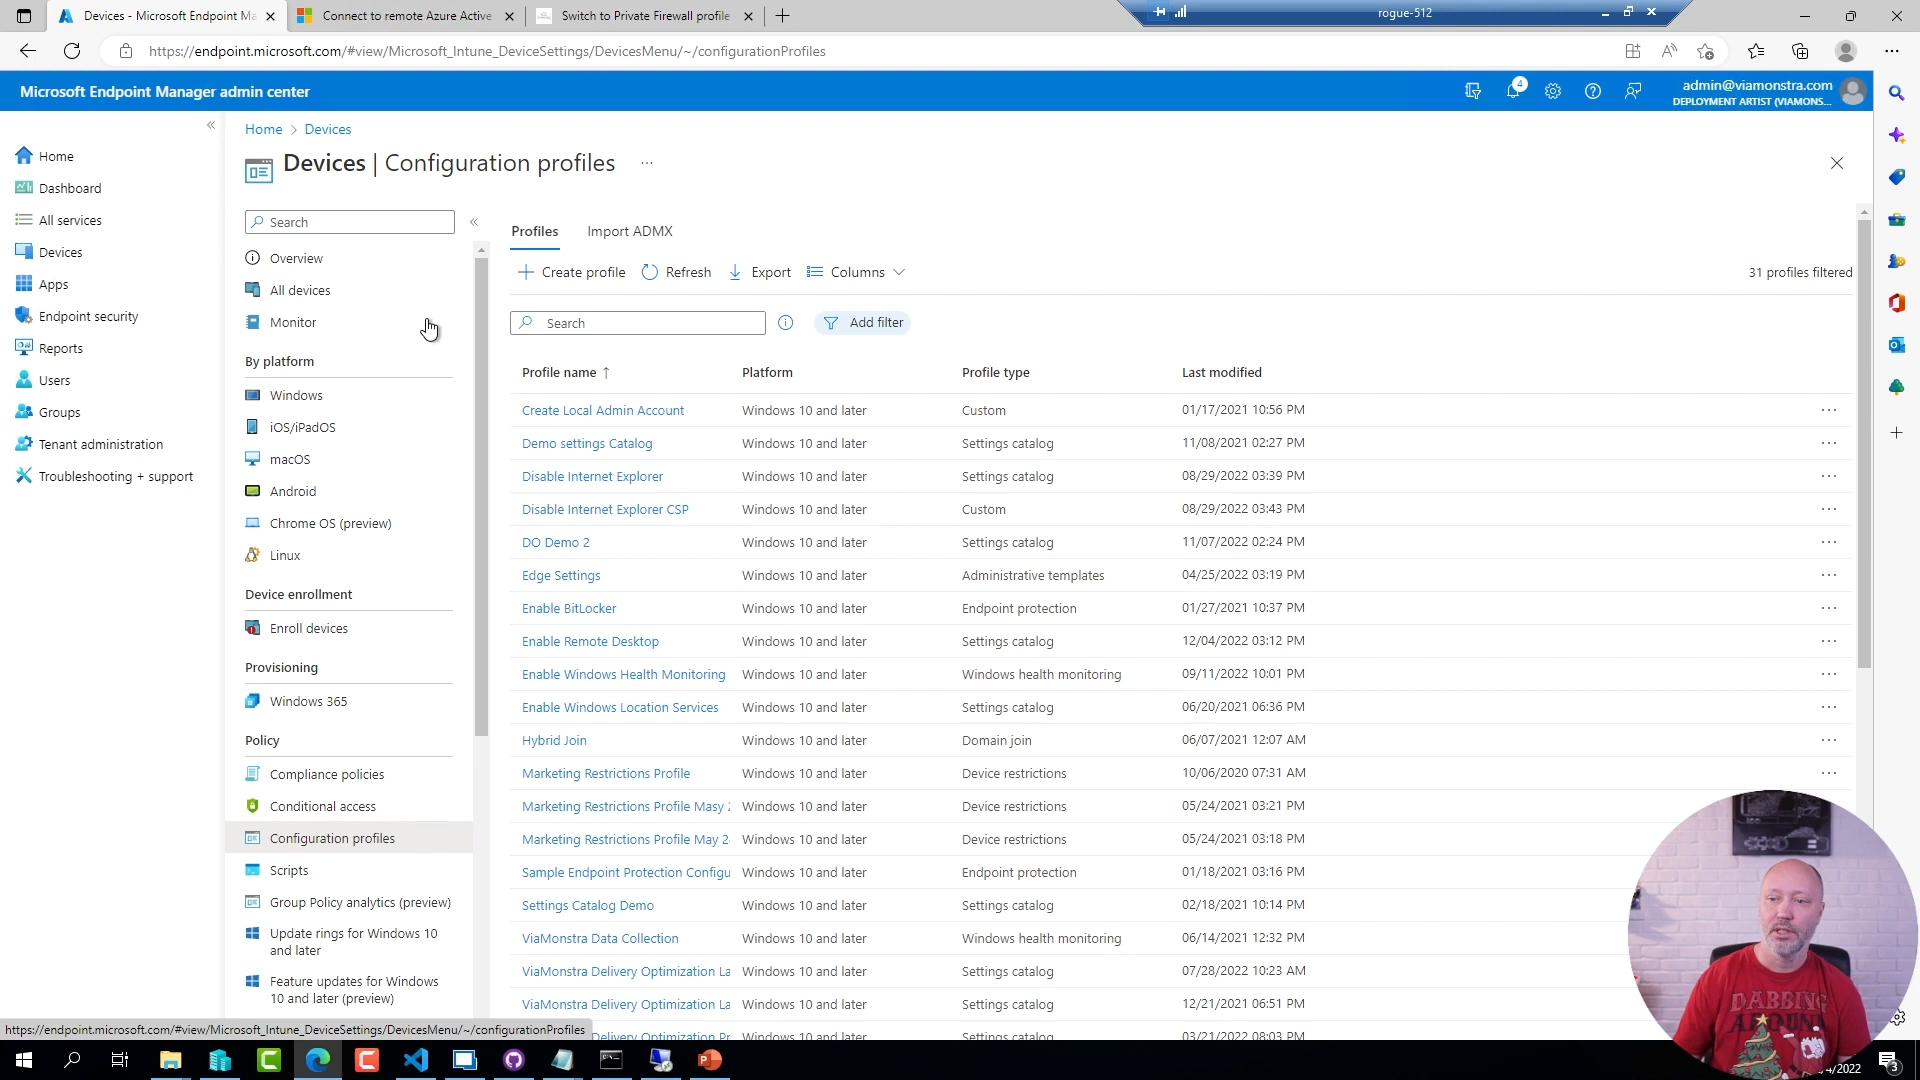 Devices - Microsoft Endpoint Ma
Connect to remote Azure Active
Switch to Private Firewall profile
rogue-512
https://endpoint.microsoft.com/#view/Microsoft_Intune_DeviceSettings/DevicesMenu/~/configurationProfiles
Microsoft Endpoint Manager admin center
4
admin@viamonstra.com
DEPLOYMENT ARTIST (VIAMONS...
Home
Dashboard
All services
Devices
Apps
Endpoint security
Reports
Users
Groups
Tenant administration
Troubleshooting + support
Home > Devices
Devices | Configuration profiles ...
Search
Overview
All devices
Monitor
By platform
Windows
iOS/iPadOS
macOS
Android
Chrome OS (preview)
Linux
Device enrollment
Enroll devices
Provisioning
Windows 365
Policy
Compliance policies
Conditional access
Configuration profiles
Scripts
Group Policy analytics (preview)
Update rings for Windows 10
and later
Feature updates for Windows
10 and later (preview)
Profiles Import ADMX
Create profile Refresh Export Columns 31 profiles filtered
Search Add filter
Profile name ↑ Platform Profile type Last modified
Create Local Admin Account Windows 10 and later Custom 01/17/2021 10:56 PM ...
Demo settings Catalog Windows 10 and later Settings catalog 11/08/2021 02:27 PM ...
Disable Internet Explorer Windows 10 and later Settings catalog 08/29/2022 03:39 PM ...
Disable Internet Explorer CSP Windows 10 and later Custom 08/29/2022 03:43 PM ...
DO Demo 2 Windows 10 and later Settings catalog 11/07/2022 02:24 PM ...
Edge Settings Windows 10 and later Administrative templates 04/25/2022 03:19 PM ...
Enable BitLocker Windows 10 and later Endpoint protection 01/27/2021 10:37 PM ...
Enable Remote Desktop Windows 10 and later Settings catalog 12/04/2022 03:12 PM ...
Enable Windows Health Monitoring Windows 10 and later Windows health monitoring 09/11/2022 10:01 PM ...
Enable Windows Location Services Windows 10 and later Settings catalog 06/20/2021 06:36 PM ...
Hybrid Join Windows 10 and later Domain join 06/07/2021 12:07 AM ...
Marketing Restrictions Profile Windows 10 and later Device restrictions 10/06/2020 07:31 AM ...
Marketing Restrictions Profile Masy 2 Windows 10 and later Device restrictions 05/24/2021 03:21 PM
Marketing Restrictions Profile May 2 Windows 10 and later Device restrictions 05/24/2021 03:18 PM
Sample Endpoint Protection Configu Windows 10 and later Endpoint protection 01/18/2021 03:16 PM
Settings Catalog Demo Windows 10 and later Settings catalog 02/18/2021 10:14 PM
ViaMonstra Data Collection Windows 10 and later Windows health monitoring 06/14/2021 12:32 PM
ViaMonstra Delivery Optimization La Windows 10 and later Settings catalog 07/28/2022 10:23 AM
ViaMonstra Delivery Optimization La Windows 10 and later Settings catalog 12/21/2021 06:51 PM
Delivery Optimization Pr Windows 10 and later Settings catalog 03/21/2022 08:03 PM
https://endpoint.microsoft.com/#view/Microsoft_Intune_DeviceSettings/DevicesMenu/~/configurationProfiles
DABBING
AROUND
/4/2022
3